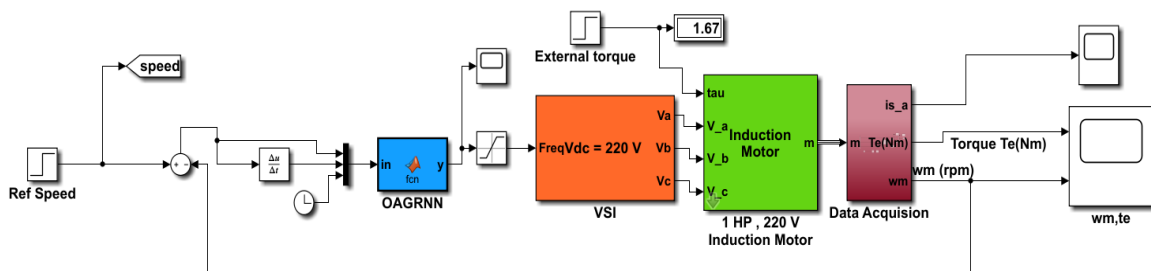 1.67
External torque
speed
is_a
tau
Va
V_a
FreqVdc = 220 V
Induction
Motor
m
m
Te(Nm)
Torque Te(Nm)
Δu
Δt
in
y
fcn
Vb
V_b
Ref Speed
OAGRNN
Vc
V_c
wm
wm (rpm)
VSI
1 HP , 220 V
Induction Motor
Data Acquision
wm,te